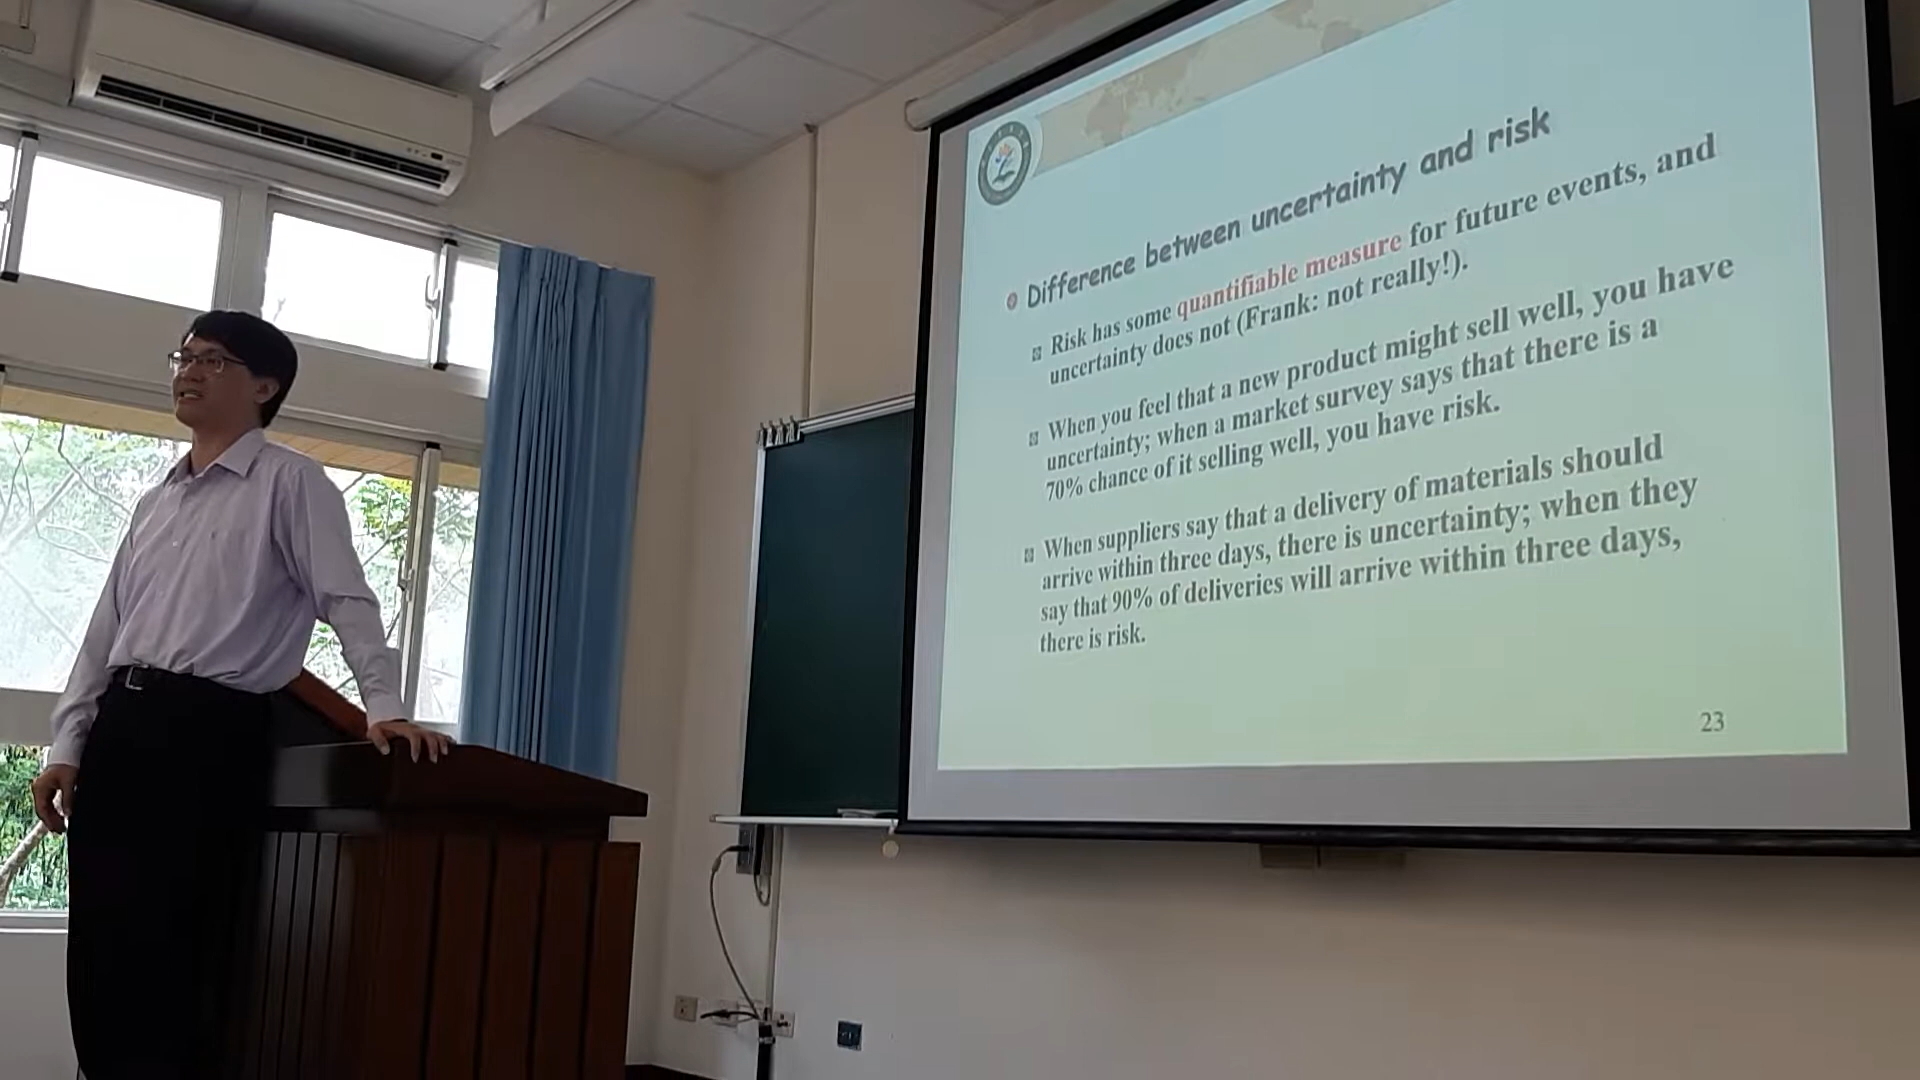 Difference between uncertainty and risk
Risk has some quantifiable measure for future events, and
uncertainty does not (Frank: not really!).
When you feel that a new product might sell well, you have
uncertainty; when a market survey says that there is a
70% chance of it selling well, you have risk.
When suppliers say that a delivery of materials should
arrive within three days, there is uncertainty; when they
say that 90% of deliveries will arrive within three days,
there is risk.
23